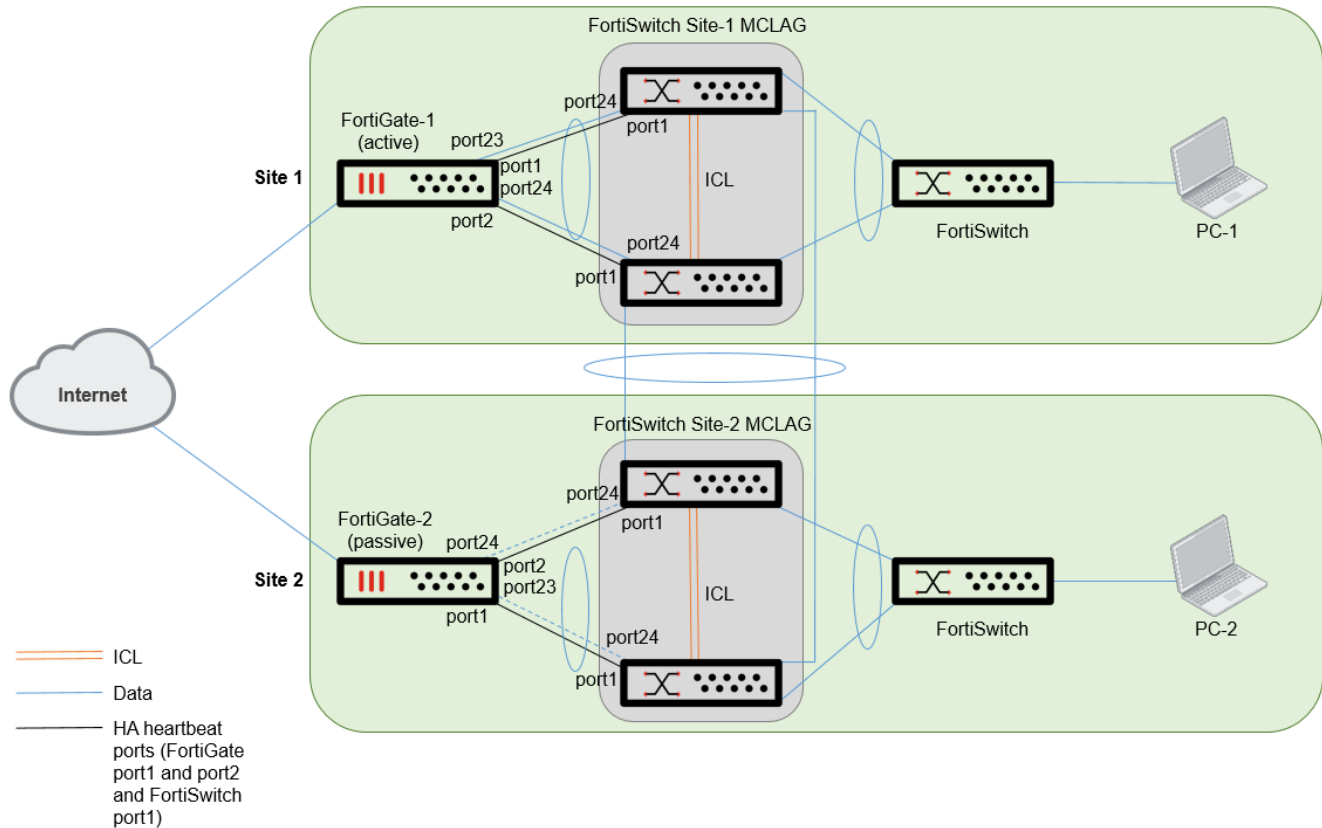 FortiSwitch Site-1 MCLAG
port24
port1
FortiGate-1
(active)
port23
port1
port24
port2
Site 1
ICL
port24
port1
FortiSwitch
PC-1
Internet
FortiSwitch Site-2 MCLAG
port24
port1
FortiGate-2
(passive)
port24
port2
port23
port1
Site 2
ICL
port24
port1
FortiSwitch
PC-2
ICL
Data
HA heartbeat
ports (FortiGate
port1 and port2
and FortiSwitch
port1)